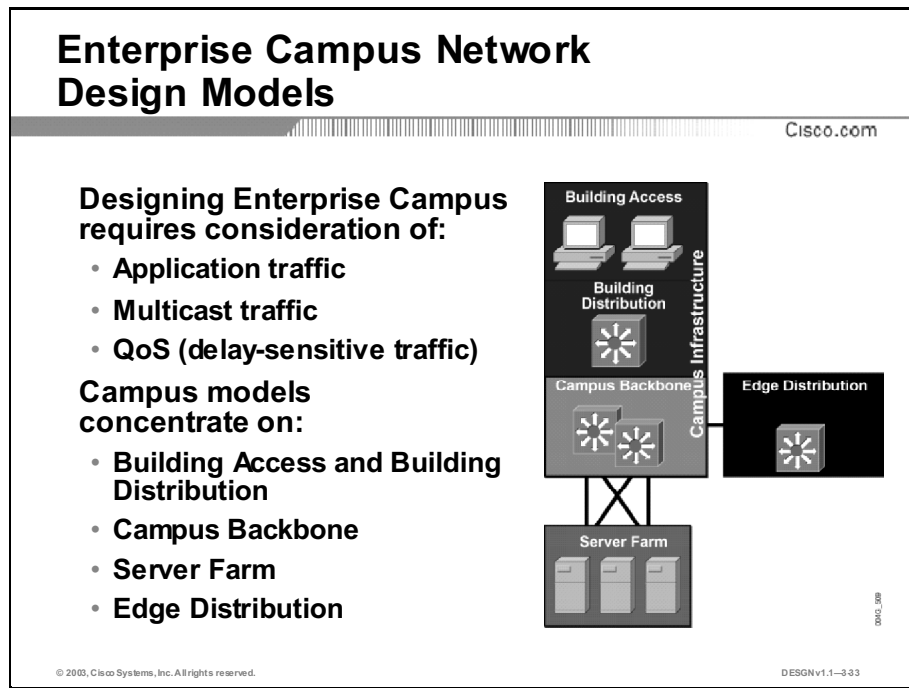 Enterprise Campus Network
Design Models
Cisco.com
Designing Enterprise Campus
requires consideration of:
• Application traffic
• Multicast traffic
• QoS (delay-sensitive traffic)
Campus models
concentrate on:
• Building Access and Building
Distribution
• Campus Backbone
• Server Farm
• Edge Distribution
Building Access
Building
Distribution
Campus Infrastructure
Campus Backbone
Edge Distribution
Server Farm
004G_509
© 2003, Cisco Systems, Inc. All rights reserved.
DESGN v1.1—3-33